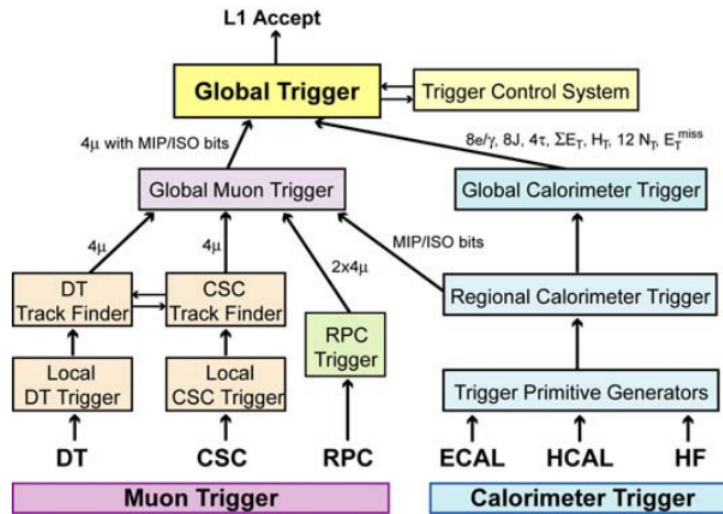 L1 Accept
Global Trigger
Trigger Control System
4μ with MIP/ISO bits
8e/γ, 8J, 4τ, ΣE_T, H_T, 12 N_T, E_T^miss
Global Muon Trigger
Global Calorimeter Trigger
4μ
4μ
2x4μ
MIP/ISO bits
DT
Track Finder
CSC
Track Finder
RPC
Trigger
Regional Calorimeter Trigger
Local
DT Trigger
Local
CSC Trigger
Trigger Primitive Generators
DT
CSC
RPC
ECAL
HCAL
HF
Muon Trigger
Calorimeter Trigger